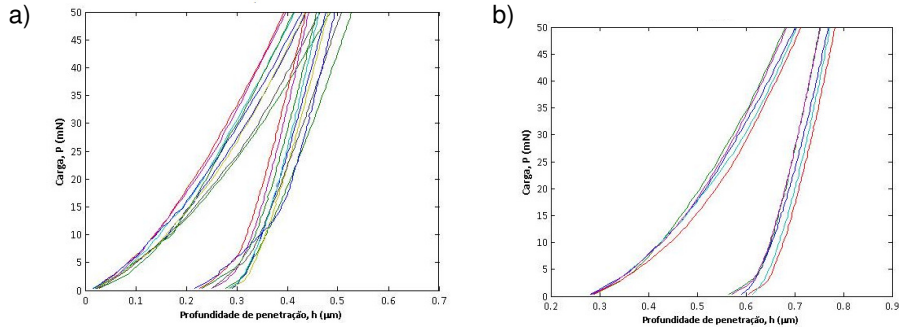 a)
50
45
40
35
30
25
20
15
10
5
0
Carga, P (mN)
0 0.1 0.2 0.3 0.4 0.5 0.6 0.7
Profundidade de penetração, h (µm)
b)
50
45
40
35
30
25
20
15
10
5
0
Carga, P (mN)
0.2 0.3 0.4 0.5 0.6 0.7 0.8 0.9
Profundidade de penetração, h (µm)